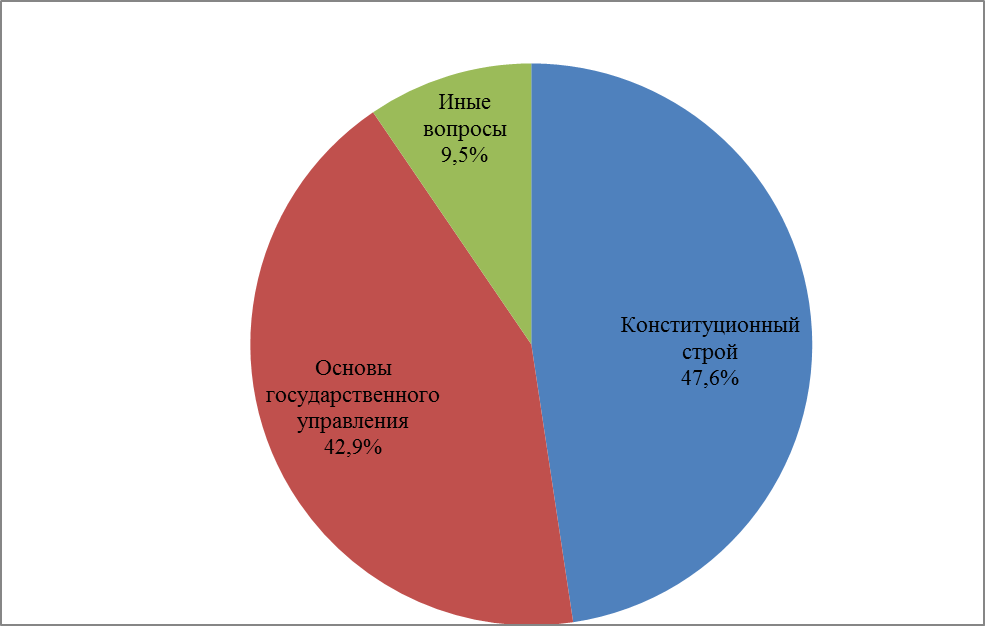 Иные
вопросы
9,5%
Конституционный
строй
47,6%
Основы
государственного
управления
42,9%